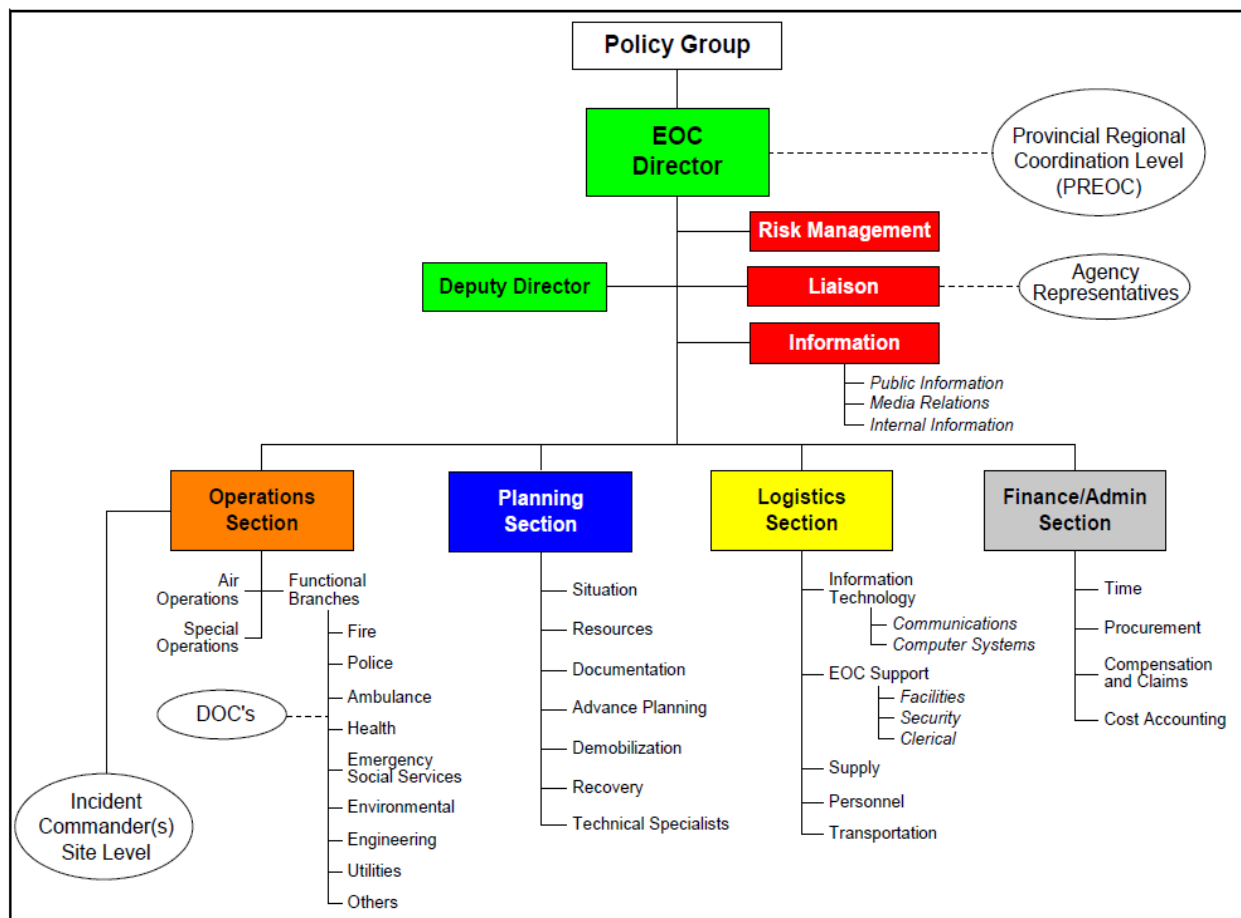 Policy Group
EOC
Director
Provincial Regional
Coordination Level
(PREOC)
Risk Management
Deputy Director
Liaison
Agency
Representatives
Information
Public Information
Media Relations
Internal Information
Operations
Section
Planning
Section
Logistics
Section
Finance/Admin
Section
Air
Operations
Functional
Branches
Special
Operations
Fire
Police
Ambulance
DOC's
Health
Emergency
Social Services
Environmental
Engineering
Utilities
Others
Incident
Commander(s)
Site Level
Situation
Resources
Documentation
Advance Planning
Demobilization
Recovery
Technical Specialists
Information
Technology
Communications
Computer Systems
EOC Support
Facilities
Security
Clerical
Supply
Personnel
Transportation
Time
Procurement
Compensation
and Claims
Cost Accounting